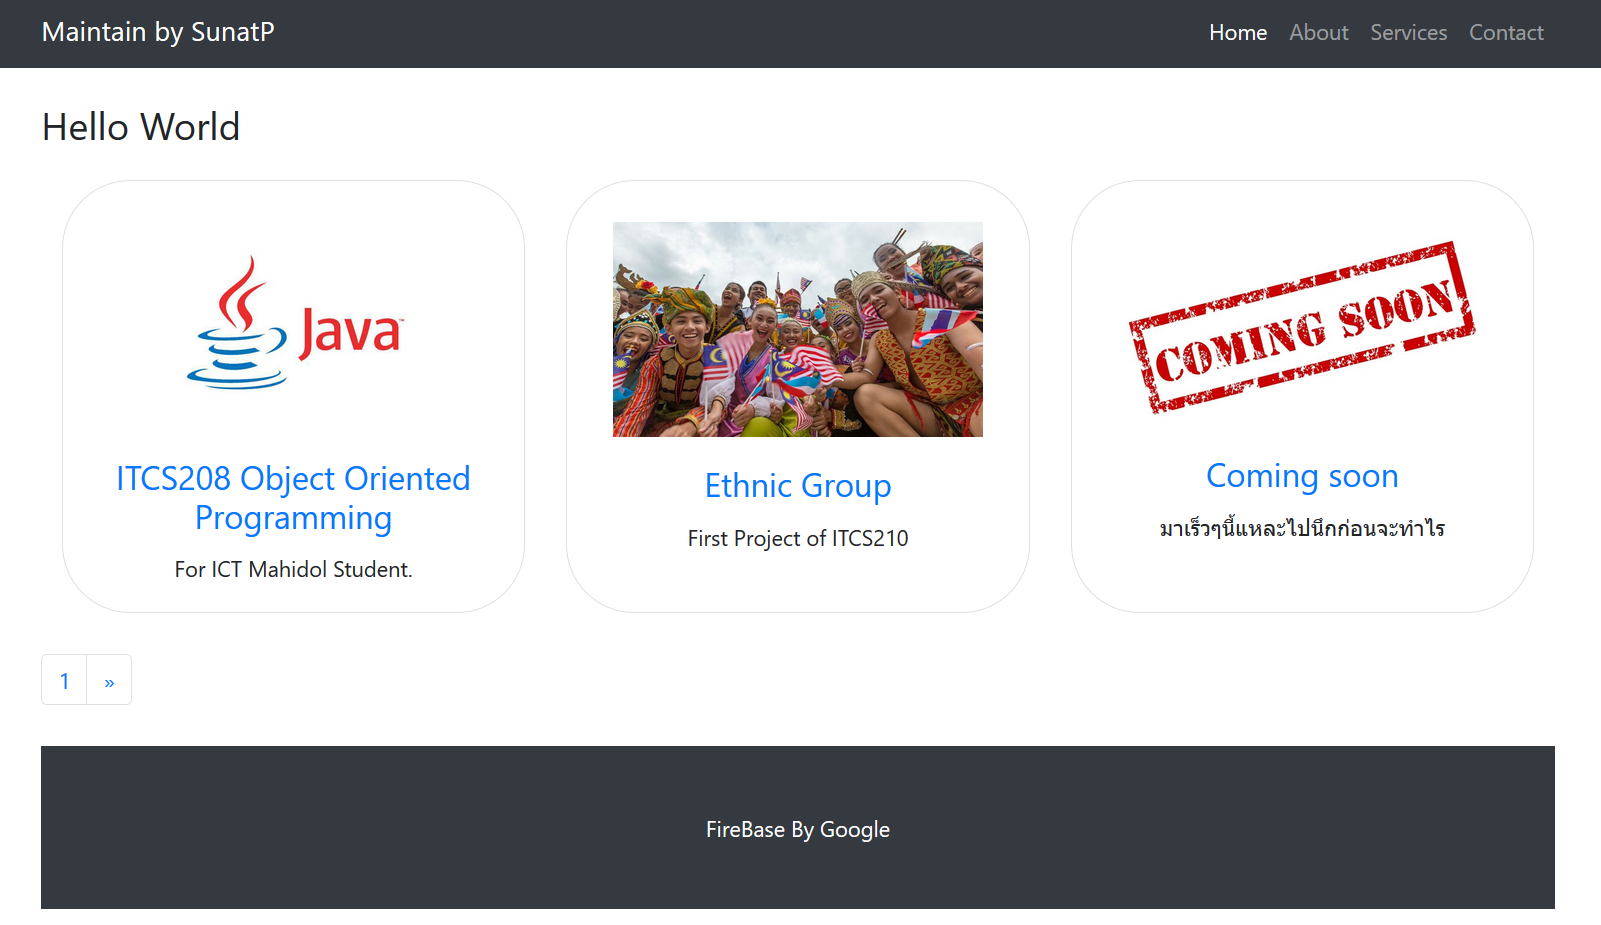 Maintain by SunatP
Home About Services Contact
Hello World
Java™
COMING SOON
ITCS208 Object Oriented
Programming
For ICT Mahidol Student.
Ethnic Group
First Project of ITCS210
Coming soon
มาเร็วๆนี้แหละไปนึกก่อนจะทำไร
1 »
FireBase By Google